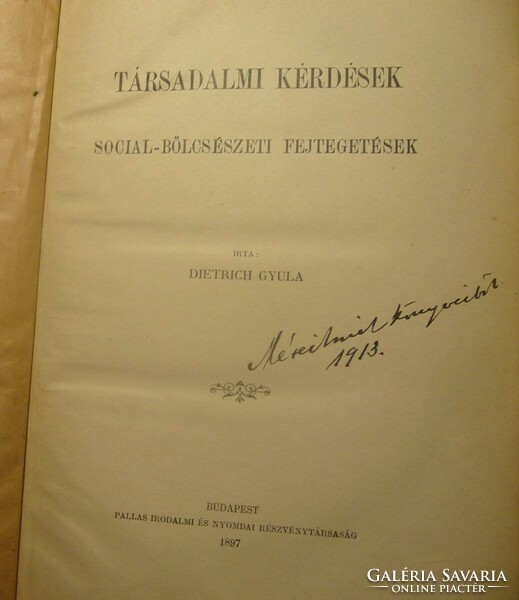 TÁRSADALMI KÉRDÉSEK
SOCIAL-BÖLCSÉSZETI FEJTEGETÉSEK
IRTA:
DIETRICH GYULA
könyveiből
1913.
BUDAPEST
PALLAS IRODALMI ÉS NYOMDAI RÉSZVÉNYTÁRSASÁG
1897
GALÉRIA SAVARIA
ONLINE PIACTÉR